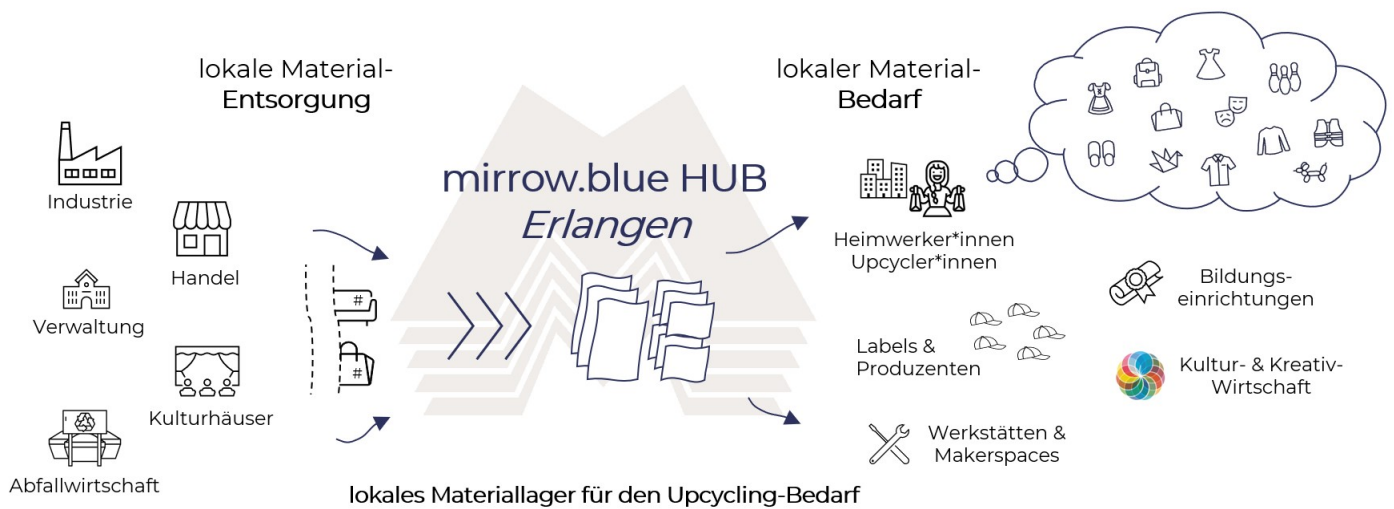 lokale Material-
Entsorgung
Industrie
Handel
Verwaltung
Kulturhäuser
Abfallwirtschaft
#
#
mirrow.blue HUB
Erlangen
lokales Materiallager für den Upcycling-Bedarf
lokaler Material-
Bedarf
Heimwerker*innen
Upcycler*innen
Bildungs-
einrichtungen
Labels &
Produzenten
Kultur- & Kreativ-
Wirtschaft
Werkstätten &
Makerspaces